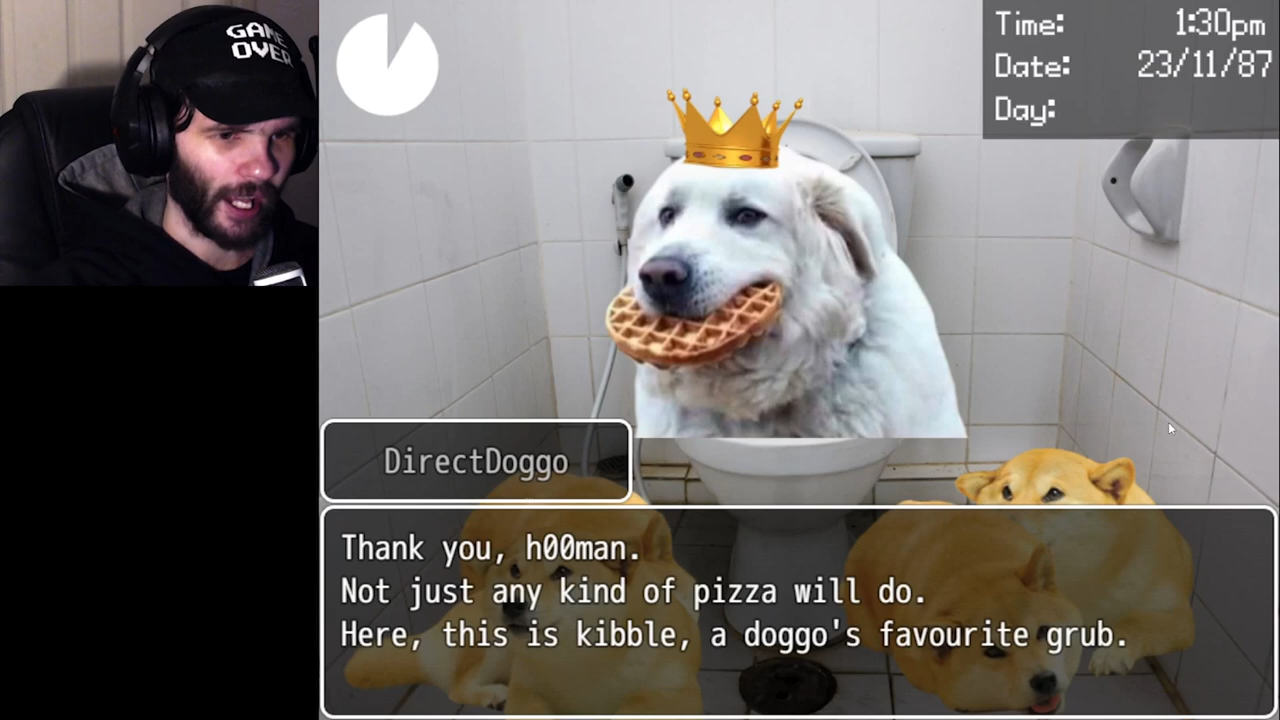 GAME
OVER
Time: 1:30pm
Date: 23/11/87
Day:
DirectDoggo
Thank you, h00man.
Not just any kind of pizza will do.
Here, this is kibble, a doggo's favourite grub.